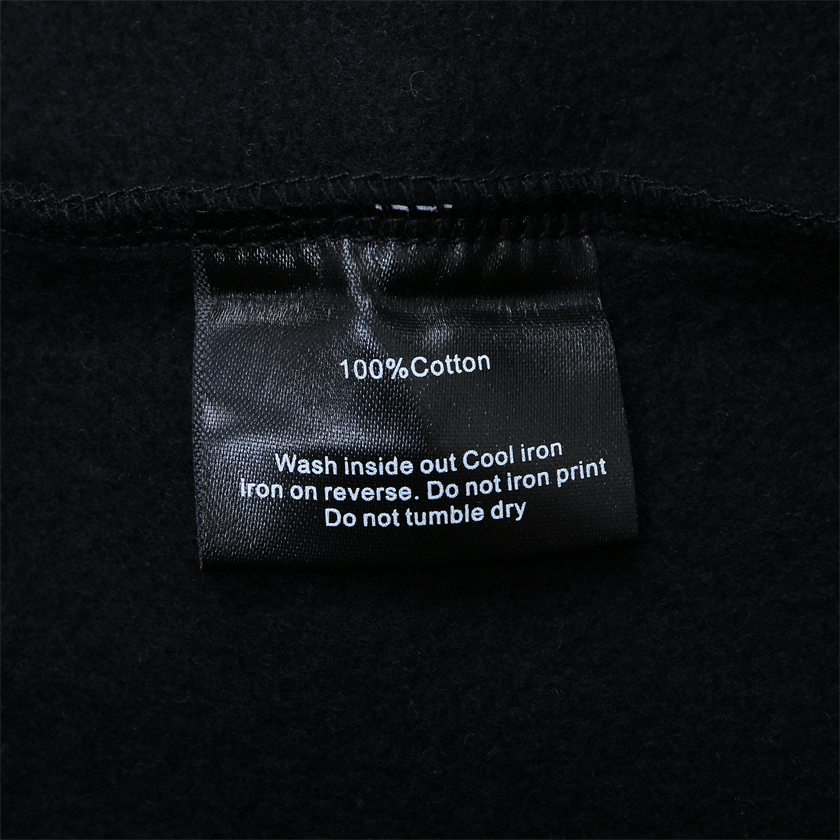 100%Cotton
Wash inside out Cool iron
Iron on reverse. Do not iron print
Do not tumble dry